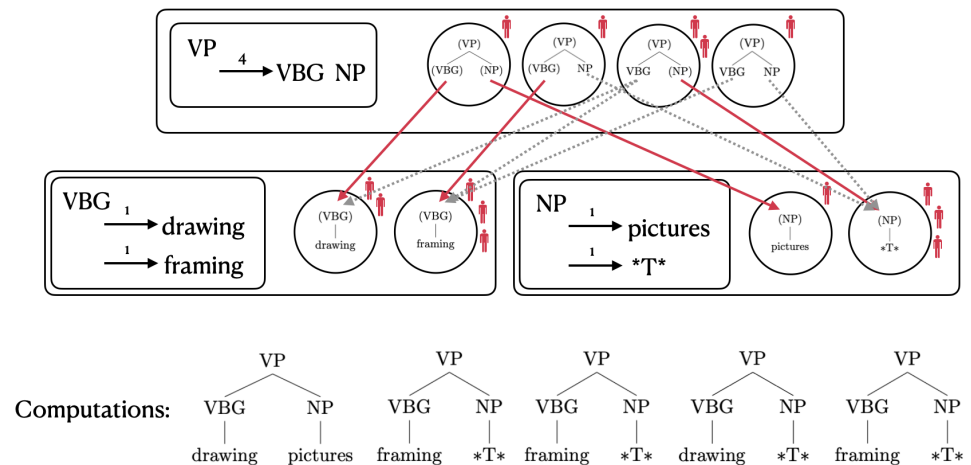 VP
4
VBG NP
(VP)
(VBG) (NP)
(VP)
(VBG) NP
(VP)
VBG (NP)
(VP)
VBG NP
VBG
1
drawing
1
framing
(VBG)
drawing
(VBG)
framing
NP
1
pictures
1
*T*
(NP)
pictures
(NP)
*T*
Computations:
VP VP VP VP VP
VBG NP VBG NP VBG NP VBG NP VBG NP
drawing pictures framing *T* framing *T* drawing *T* framing *T*